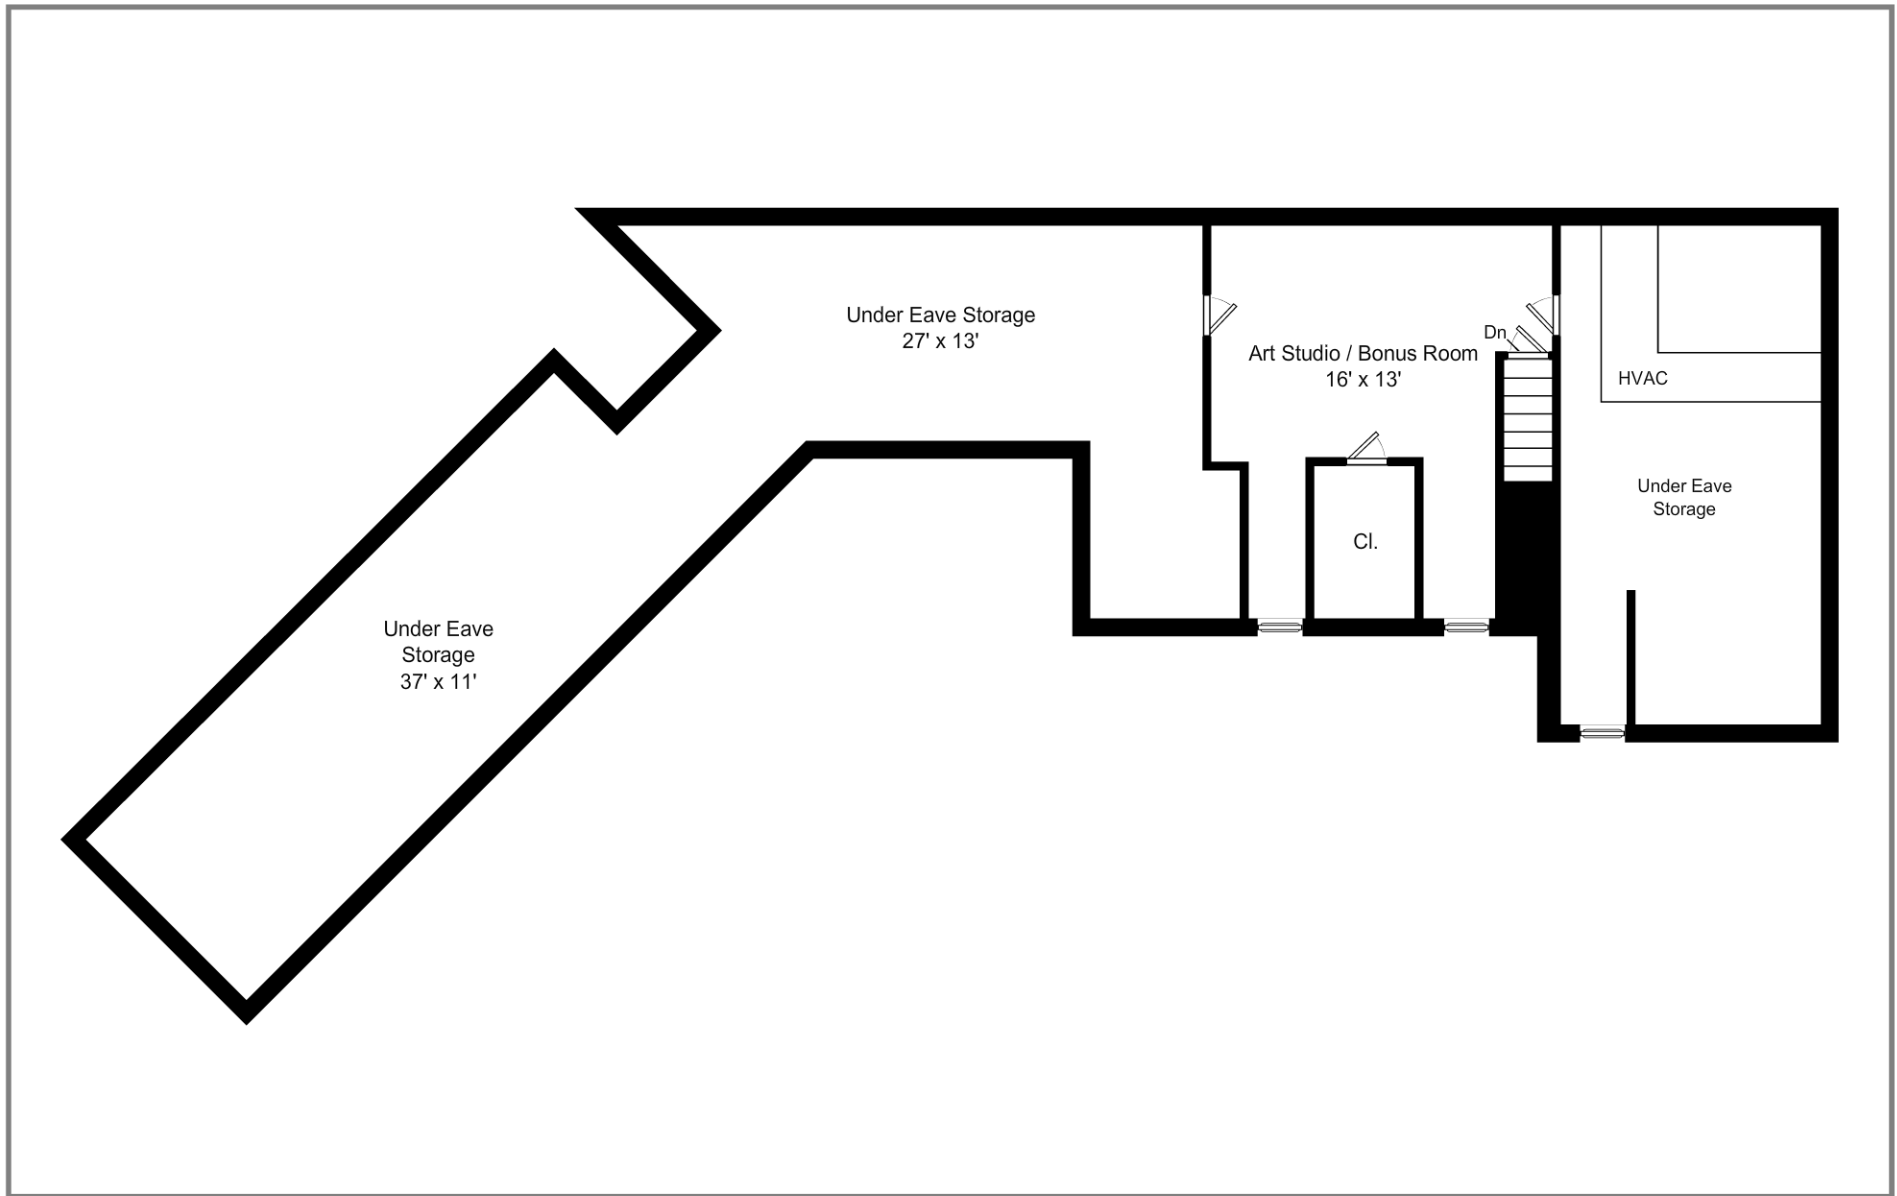 Under Eave Storage
27' x 13'
Dn
Art Studio / Bonus Room
16' x 13'
HVAC
Under Eave
Storage
Cl.
Under Eave
Storage
37' x 11'